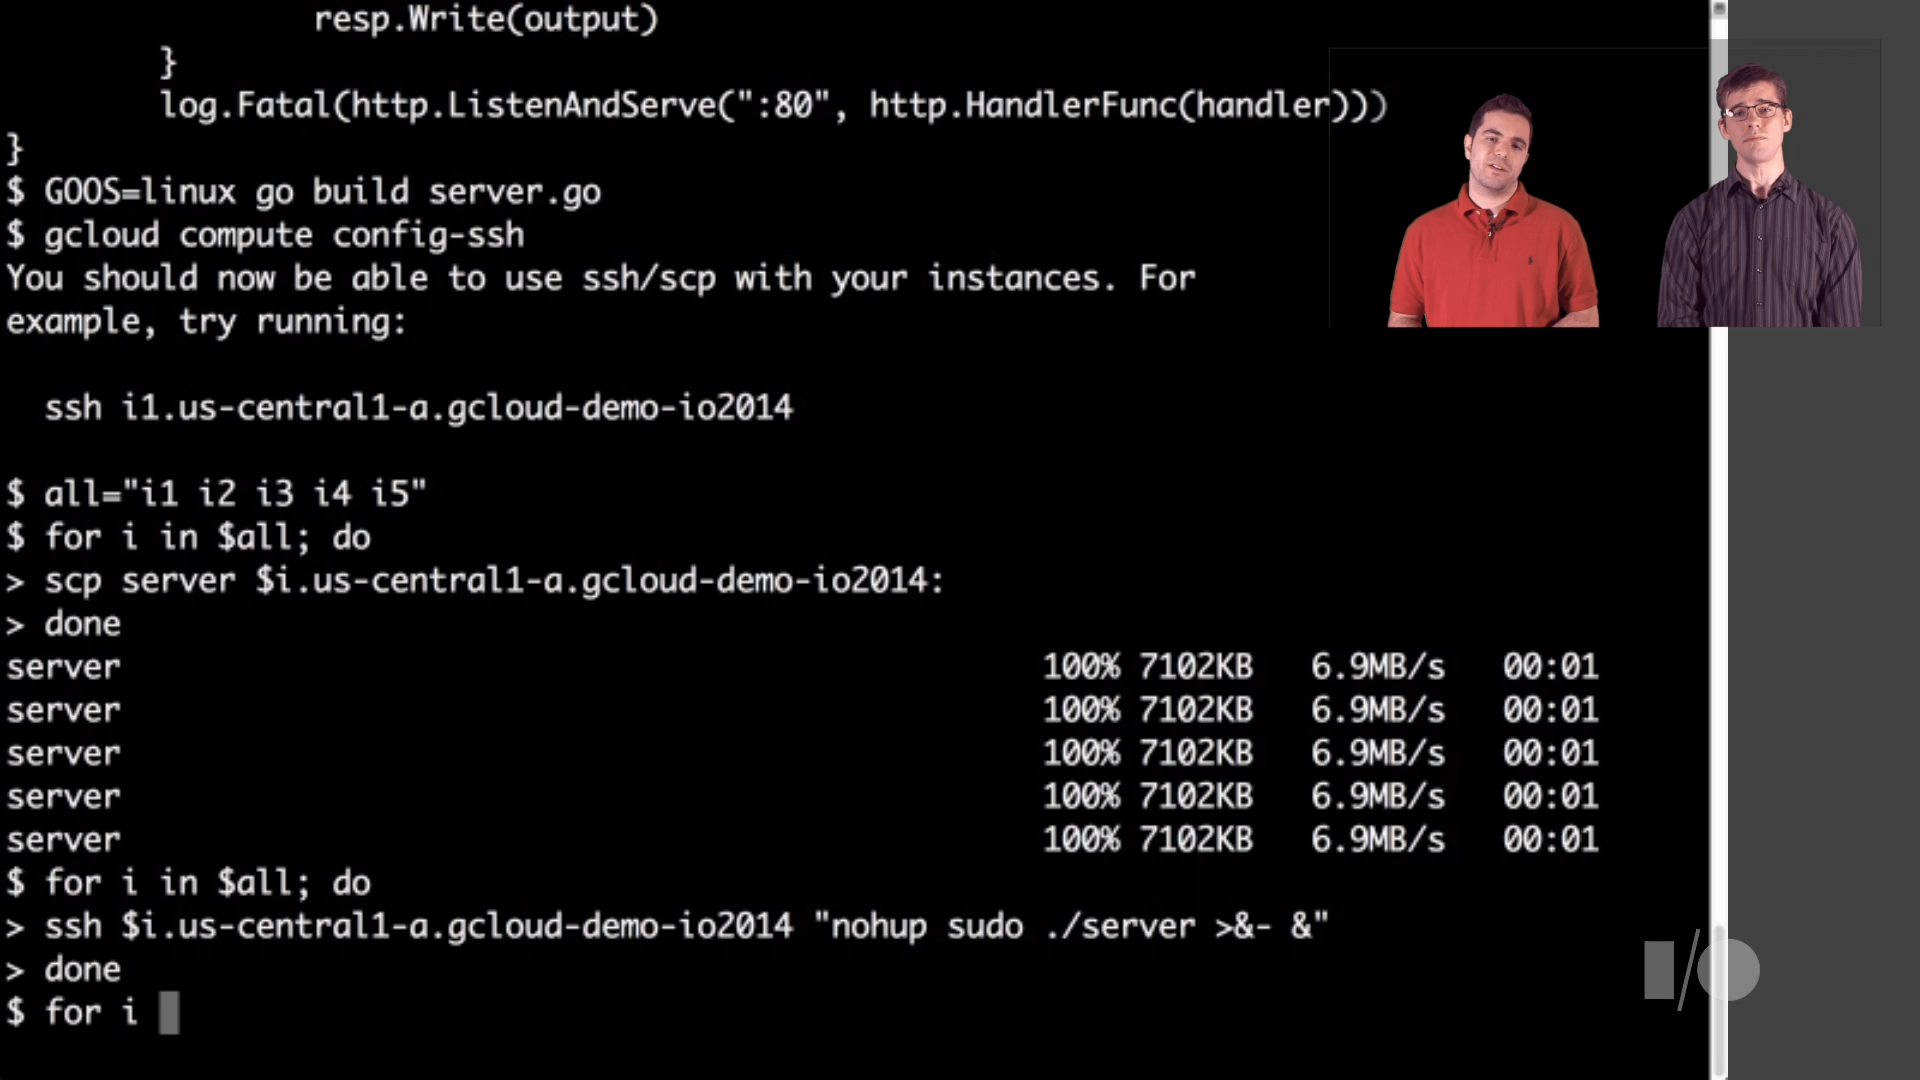 resp.Write(output)
}
log.Fatal(http.ListenAndServe(":80", http.HandlerFunc(handler)))
}
$ GOOS=linux go build server.go
$ gcloud compute config-ssh
You should now be able to use ssh/scp with your instances. For
example, try running:
ssh i1.us-central1-a.gcloud-demo-io2014
$ all="i1 i2 i3 i4 i5"
$ for i in $all; do
> scp server $i.us-central1-a.gcloud-demo-io2014:
> done
server 100% 7102KB 6.9MB/s 00:01
server 100% 7102KB 6.9MB/s 00:01
server 100% 7102KB 6.9MB/s 00:01
server 100% 7102KB 6.9MB/s 00:01
server 100% 7102KB 6.9MB/s 00:01
$ for i in $all; do
> ssh $i.us-central1-a.gcloud-demo-io2014 "nohup sudo ./server >&- &"
> done
$ for i
I/O